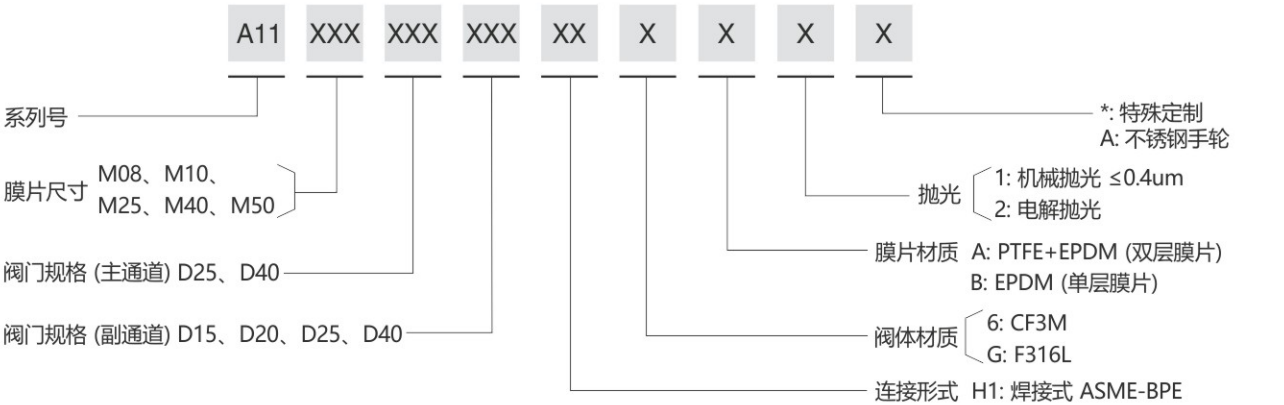 A11 XXX XXX XXX XX X X X X
系列号
*: 特殊定制
A: 不锈钢手轮
膜片尺寸
M08、M10、
M25、M40、M50
抛光
1: 机械抛光 ≤0.4um
2: 电解抛光
阀门规格 (主通道) D25、D40
膜片材质 A: PTFE+EPDM (双层膜片)
B: EPDM (单层膜片)
阀门规格 (副通道) D15、D20、D25、D40
阀体材质
6: CF3M
G: F316L
连接形式 H1: 焊接式 ASME-BPE